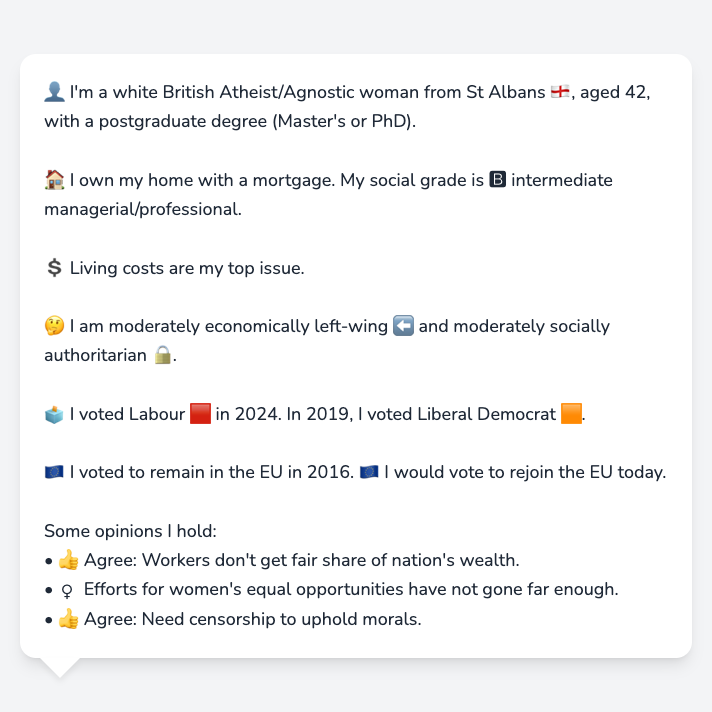 👤 I'm a white British Atheist/Agnostic woman from St Albans 🏴󠁧󠁢󠁥󠁮󠁧󠁿, aged 42,
with a postgraduate degree (Master's or PhD).
🏠 I own my home with a mortgage. My social grade is 🅱 intermediate
managerial/professional.
💲 Living costs are my top issue.
🤔 I am moderately economically left-wing ⬅️ and moderately socially
authoritarian 🔒.
🗳️ I voted Labour 🟥 in 2024. In 2019, I voted Liberal Democrat 🟧.
🇪🇺 I voted to remain in the EU in 2016. 🇪🇺 I would vote to rejoin the EU today.
Some opinions I hold:
• 👍 Agree: Workers don't get fair share of nation's wealth.
• ♀ Efforts for women's equal opportunities have not gone far enough.
• 👍 Agree: Need censorship to uphold morals.